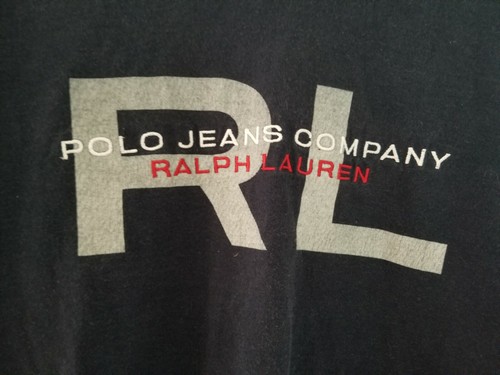 RL
POLO JEANS COMPANY
RALPH LAUREN